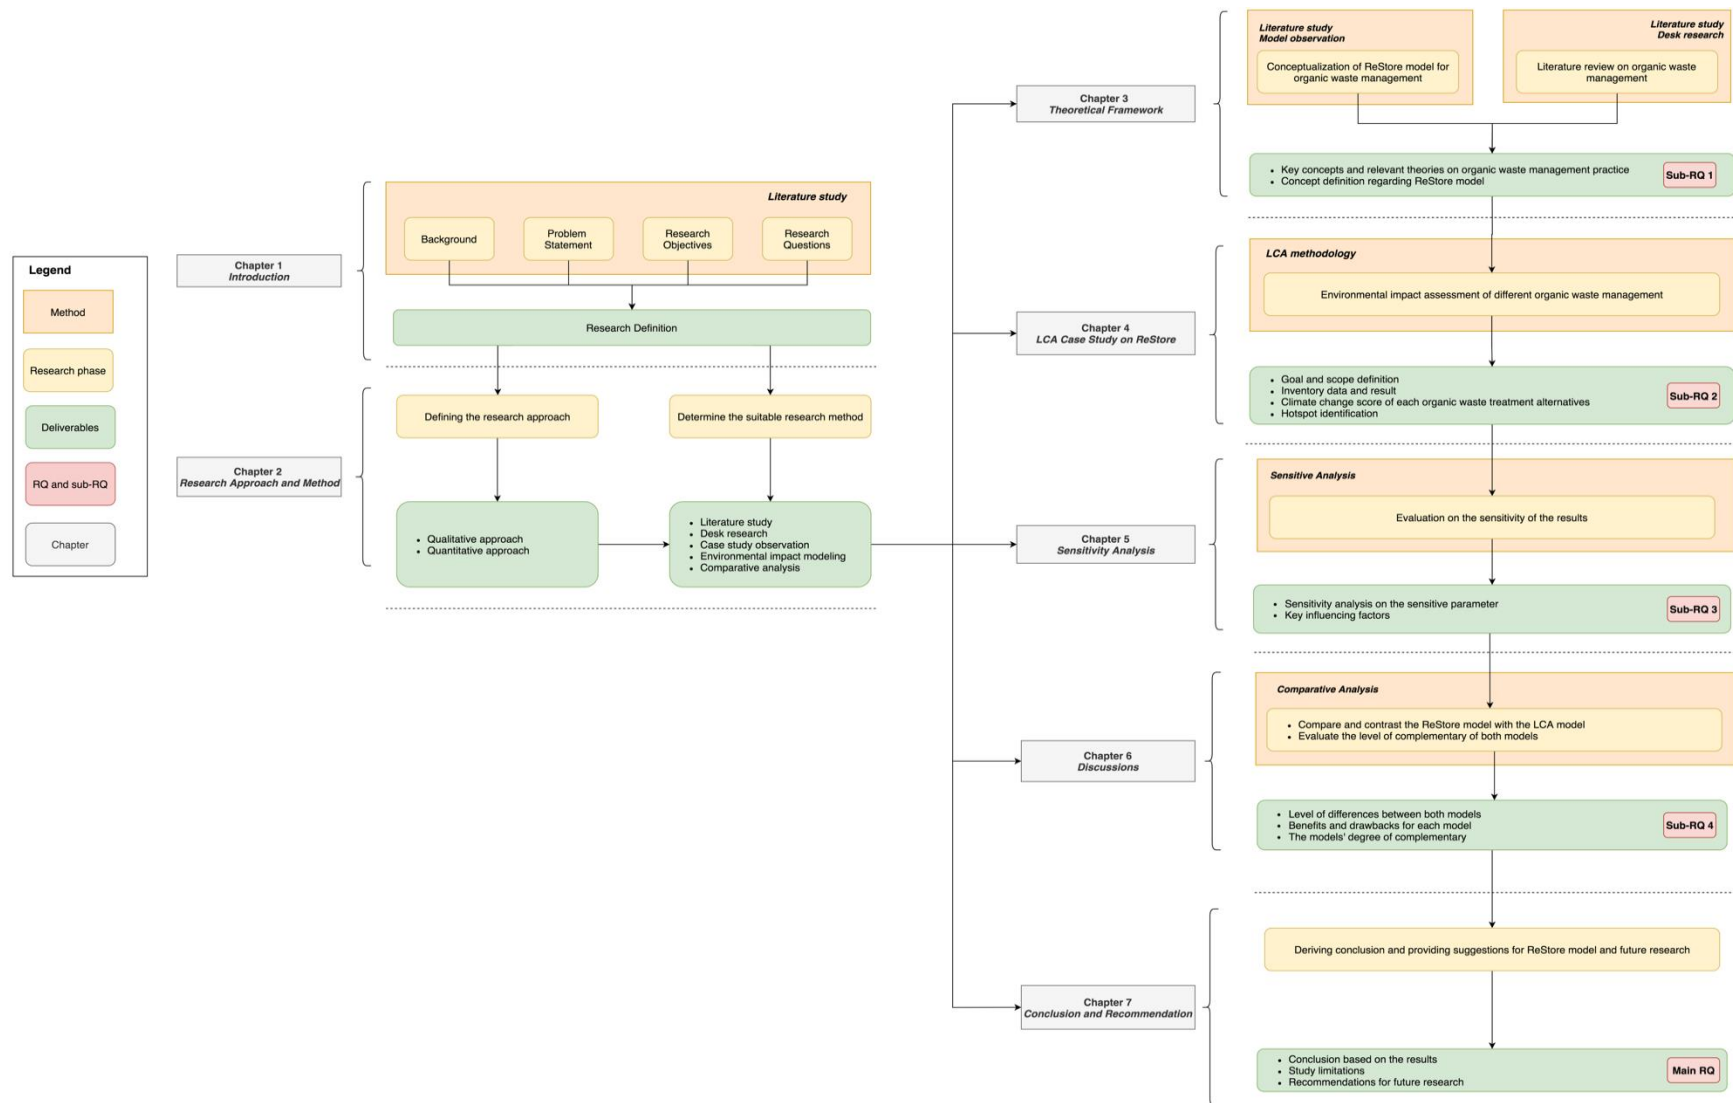 Legend
Method
Research phase
Deliverables
RQ and sub-RQ
Chapter
Chapter 1
Introduction
Literature study
Background
Problem
Statement
Research
Objectives
Research
Questions
Research Definition
Chapter 2
Research Approach and Method
Defining the research approach
Determine the suitable research method
• Qualitative approach
• Quantitative approach
• Literature study
• Desk research
• Case study observation
• Environmental impact modeling
• Comparative analysis
Chapter 3
Theoretical Framework
Literature study
Model observation
Conceptualization of ReStore model for
organic waste management
Literature study
Desk research
Literature review on organic waste
management
• Key concepts and relevant theories on organic waste management practice
• Concept definition regarding ReStore model
Sub-RQ 1
Chapter 4
LCA Case Study on ReStore
LCA methodology
Environmental impact assessment of different organic waste management
• Goal and scope definition
• Inventory data and result
• Climate change score of each organic waste treatment alternatives
• Hotspot identification
Sub-RQ 2
Chapter 5
Sensitivity Analysis
Sensitive Analysis
Evaluation on the sensitivity of the results
• Sensitivity analysis on the sensitive parameter
• Key influencing factors
Sub-RQ 3
Chapter 6
Discussions
Comparative Analysis
• Compare and contrast the ReStore model with the LCA model
• Evaluate the level of complementary of both models
• Level of differences between both models
• Benefits and drawbacks for each model
• The models' degree of complementary
Sub-RQ 4
Chapter 7
Conclusion and Recommendation
Deriving conclusion and providing suggestions for ReStore model and future research
• Conclusion based on the results
• Study limitations
• Recommendations for future research
Main RQ